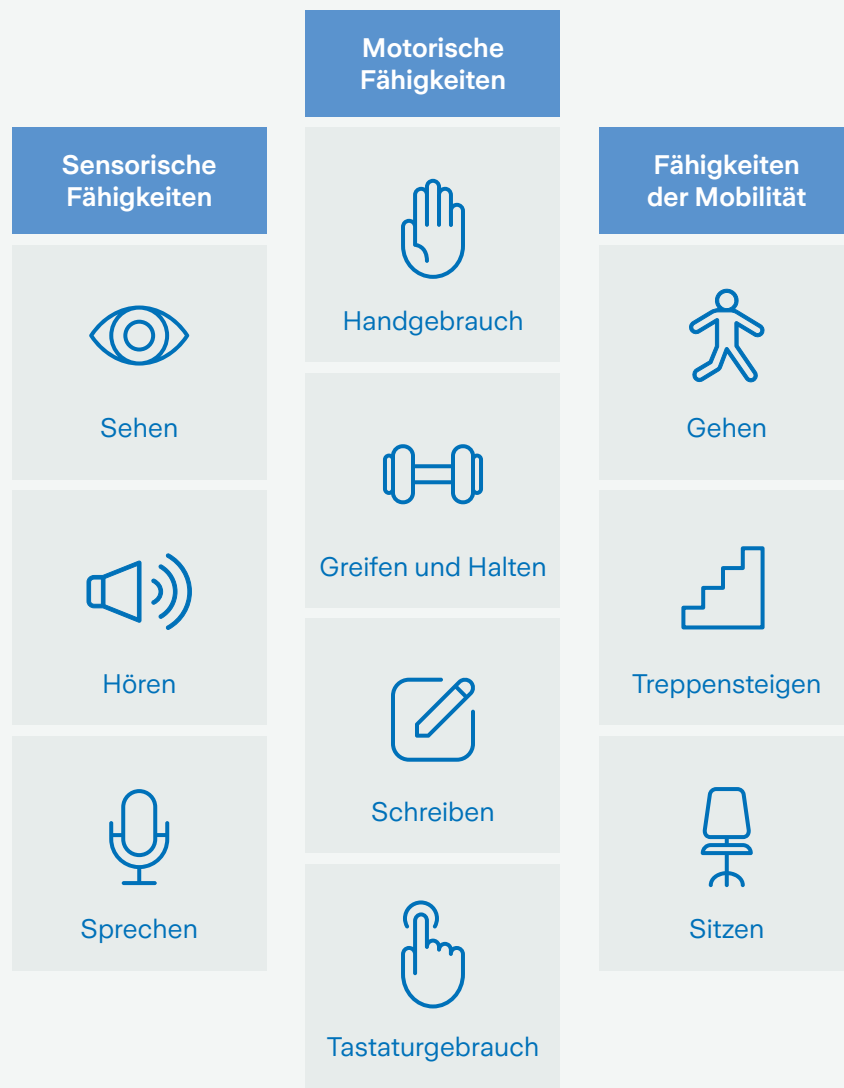 Sensorische
Fähigkeiten
Sehen
Hören
Sprechen
Motorische
Fähigkeiten
Handgebrauch
Greifen und Halten
Schreiben
Tastaturgebrauch
Fähigkeiten
der Mobilität
Gehen
Treppensteigen
Sitzen